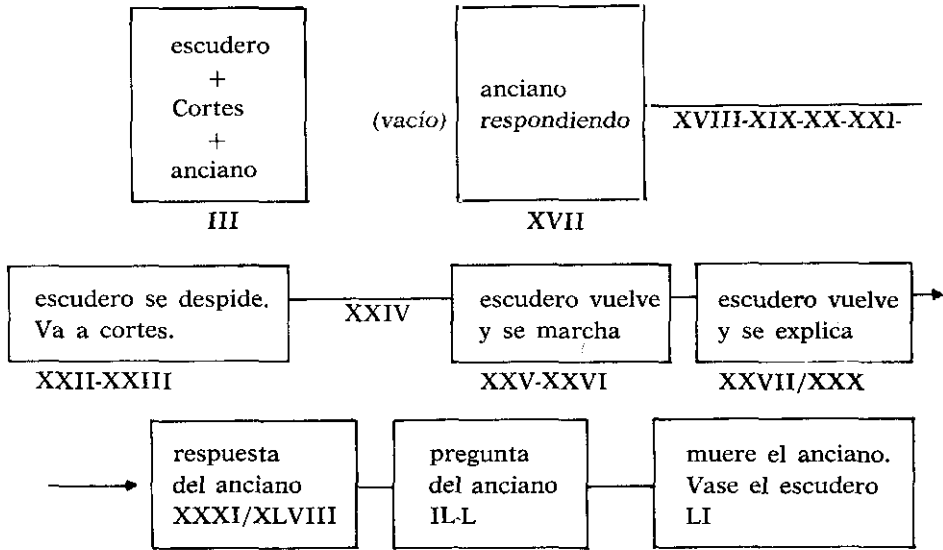 escudero
+
Cortes
+
anciano
III
(vacío)
anciano
respondiendo
XVII
XVIII-XIX-XX-XXI-
escudero se despide.
Va a cortes.
XXII-XXIII
XXIV
escudero vuelve
y se marcha
XXV-XXVI
escudero vuelve
y se explica
XXVII/XXX
respuesta
del anciano
XXXI/XLVIII
pregunta
del anciano
IL-L
muere el anciano.
Vase el escudero
LI